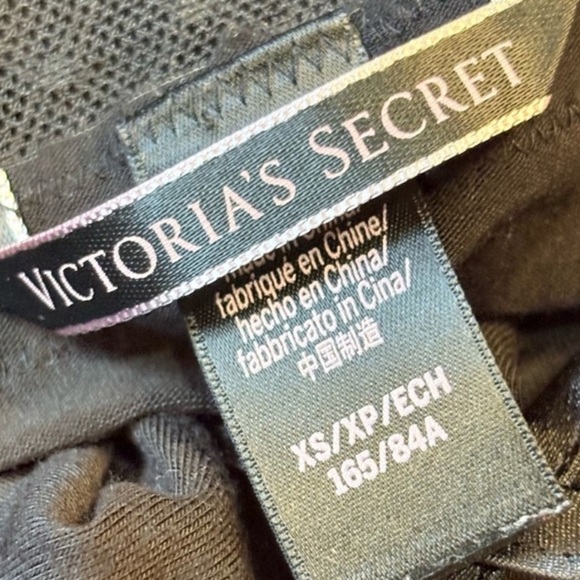 VICTORIA'S SECRET
fabriqué en Chine/
hecho en China/
fabbricato in Cina/
中国制造
XS/XP/ECH
165/84A